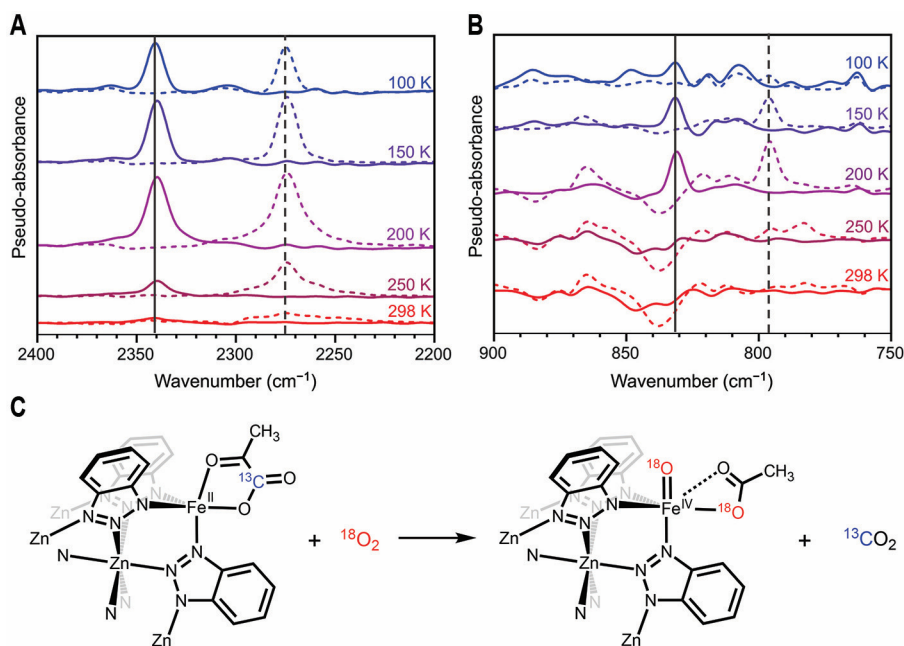 A
B
Pseudo-absorbance
100 K
150 K
200 K
250 K
298 K
2400 2350 2300 2250 2200
Wavenumber (cm⁻¹)
Pseudo-absorbance
100 K
150 K
200 K
250 K
298 K
900 850 800 750
Wavenumber (cm⁻¹)
C
CH₃
O
¹³C
O
O
Fe
II
N
N
N
N
N
Zn
Zn
Zn
N
N
N
N
N
N
Zn
+ ¹⁸O₂
CH₃
¹⁸O
O
¹⁸O
Fe
IV
N
N
N
N
N
Zn
Zn
Zn
N
N
N
N
N
N
Zn
+ ¹³CO₂